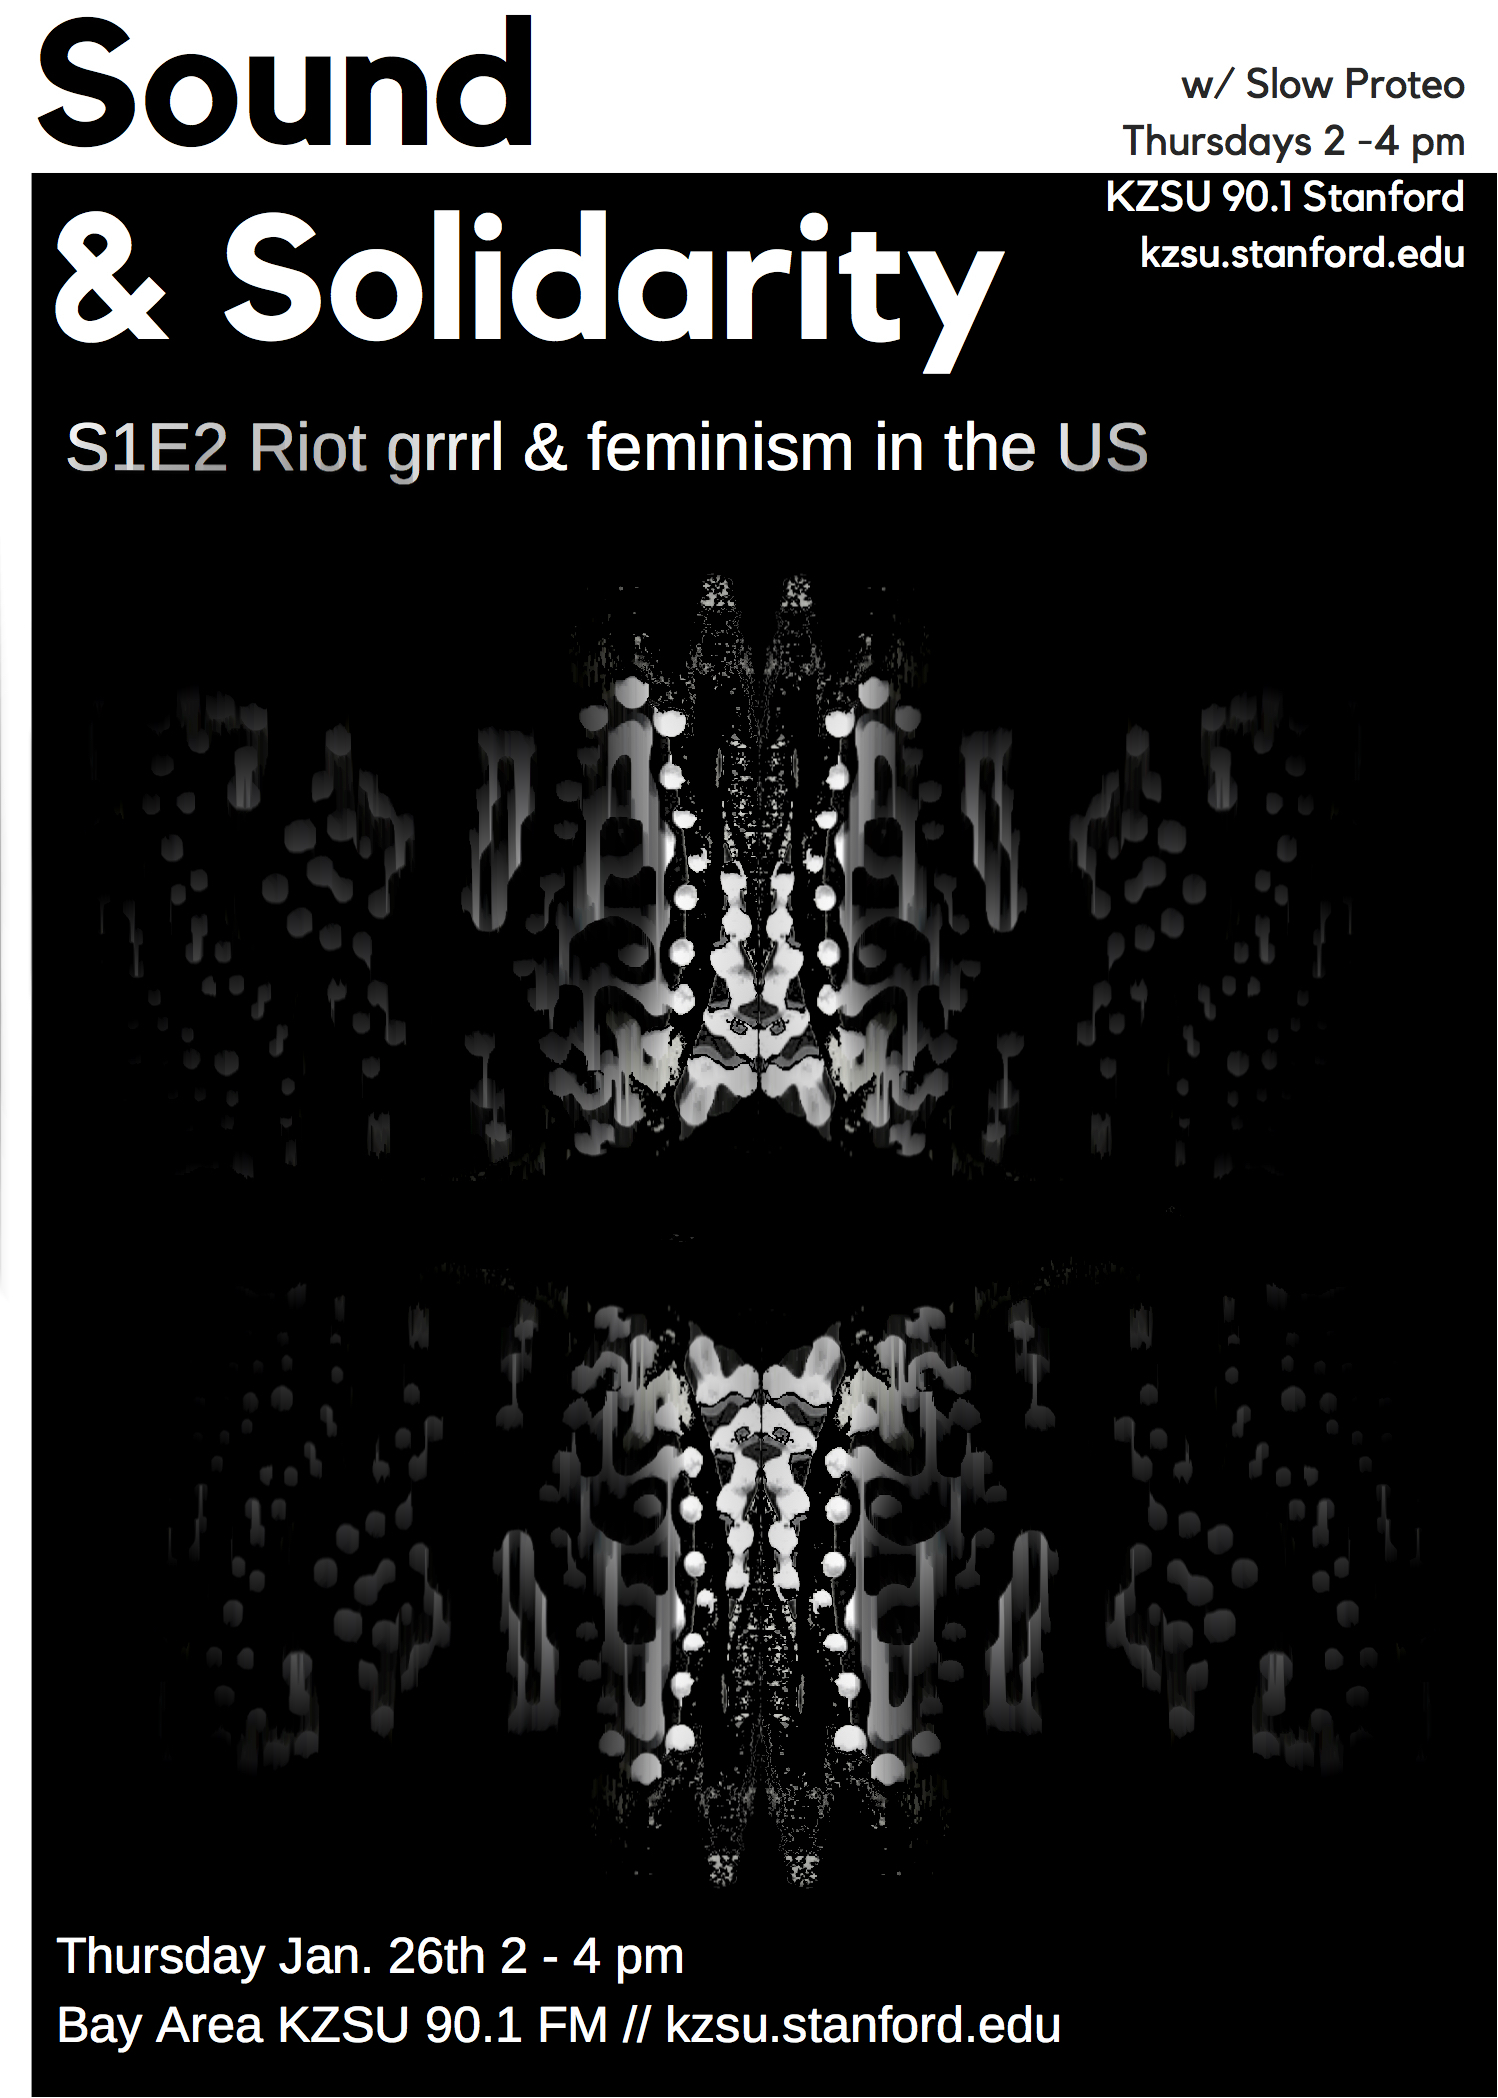 Sound
& Solidarity
w/ Slow Proteo
Thursdays 2 -4 pm
KZSU 90.1 Stanford
kzsu.stanford.edu
S1E2 Riot grrrl & feminism in the US
Thursday Jan. 26th 2 - 4 pm
Bay Area KZSU 90.1 FM // kzsu.stanford.edu